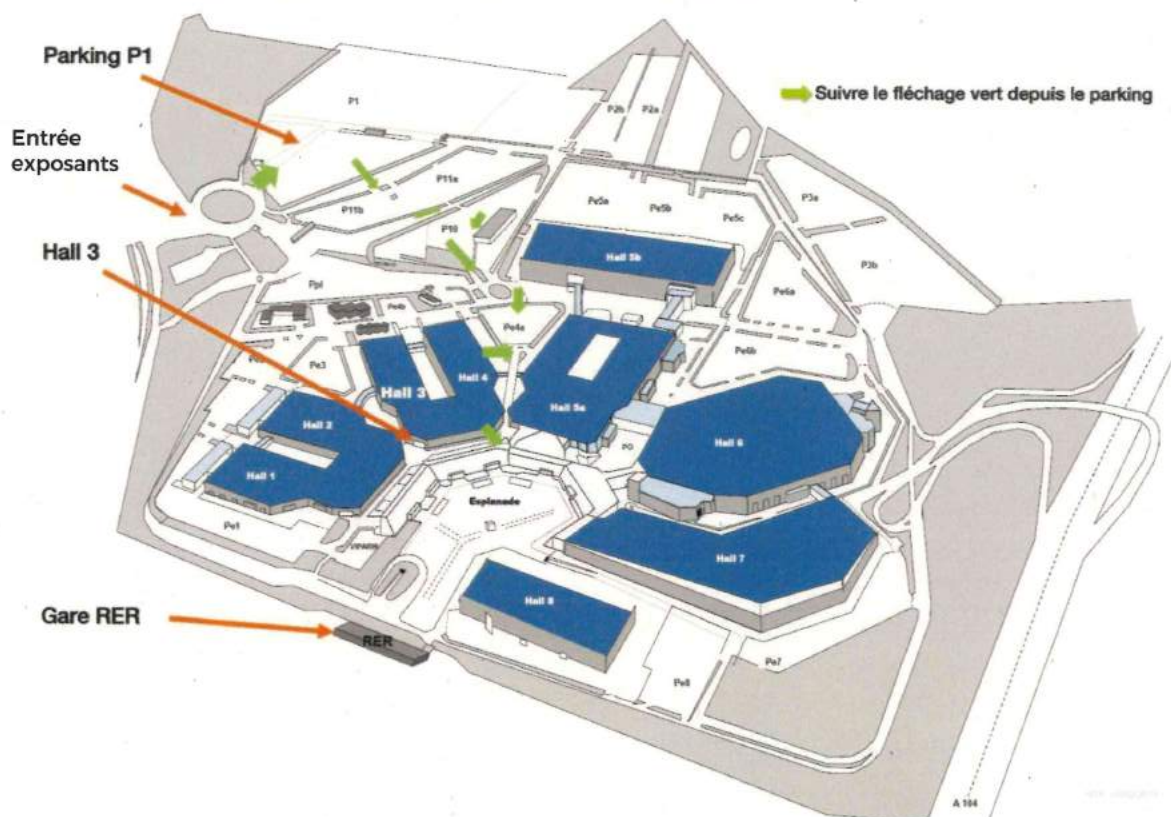 Parking P1
Suivre le fléchage vert depuis le parking
P1
P2b
P2a
Entrée
exposants
P11a
P11b
P10
Pe5a
Pe5b
Pe5c
P3a
P3b
Hall 3
Hall 5b
Ppl
Pe4b
Pe4a
Pe6a
Pe6b
Pe3
Hall 3
Hall 4
Hall 5a
Hall 2
Hall 6
Hall 1
Esplanade
Pe1
Hall 7
Hall 8
Gare RER
RER
Pe7
Pe8
A 104